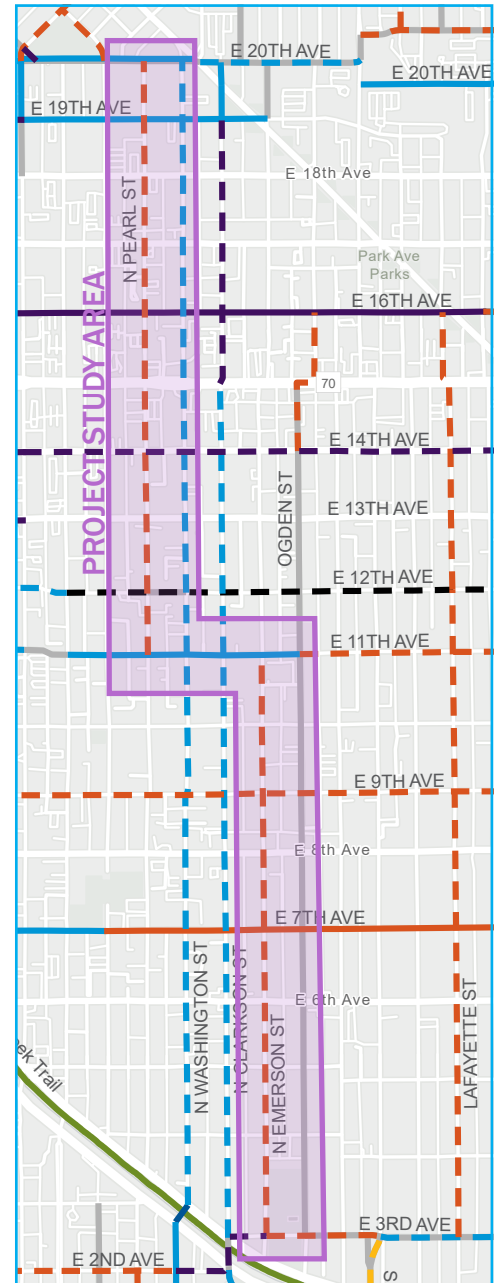 E 20TH AVE
E 20TH AVE
E 19TH AVE
E 18th Ave
N PEARL ST
Park Ave
Parks
E 16TH AVE
PROJECT STUDY AREA
70
E 14TH AVE
OGDEN ST
E 13TH AVE
E 12TH AVE
E 11TH AVE
E 9TH AVE
E 8th Ave
E 7TH AVE
N WASHINGTON ST
N CLARKSON ST
E 6th Ave
LAFAYETTE ST
N EMERSON ST
ek Trail
E 3RD AVE
E 2ND AVE
S